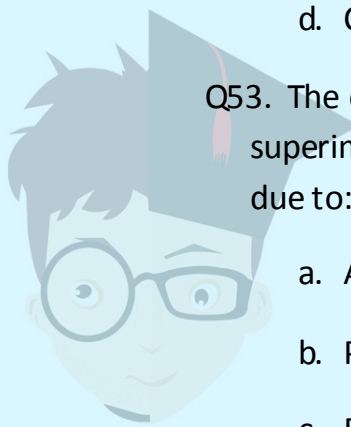 d.
Q53. The
superin
due to:
a.
b.
c.